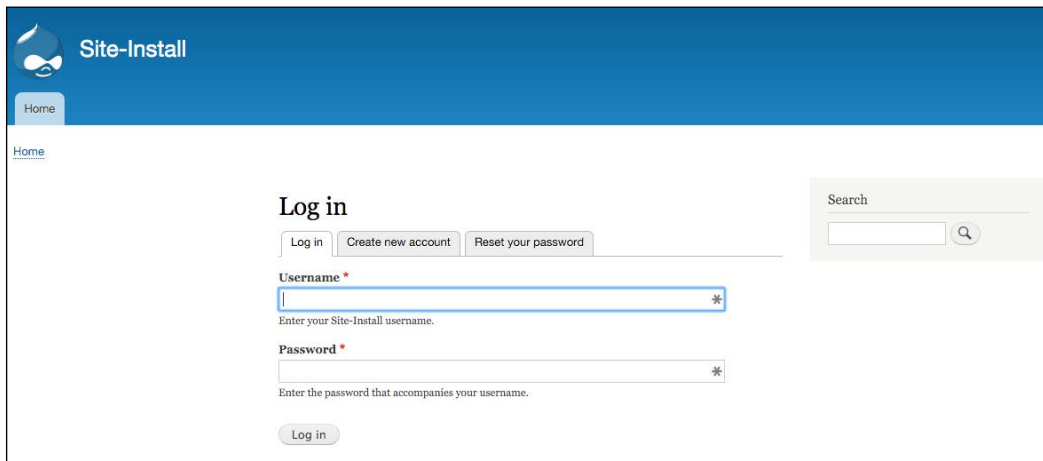 Site-Install
Home
Home
Log in
Log in Create new account Reset your password
Username *
Enter your Site-Install username.
Password *
Enter the password that accompanies your username.
Log in
Search